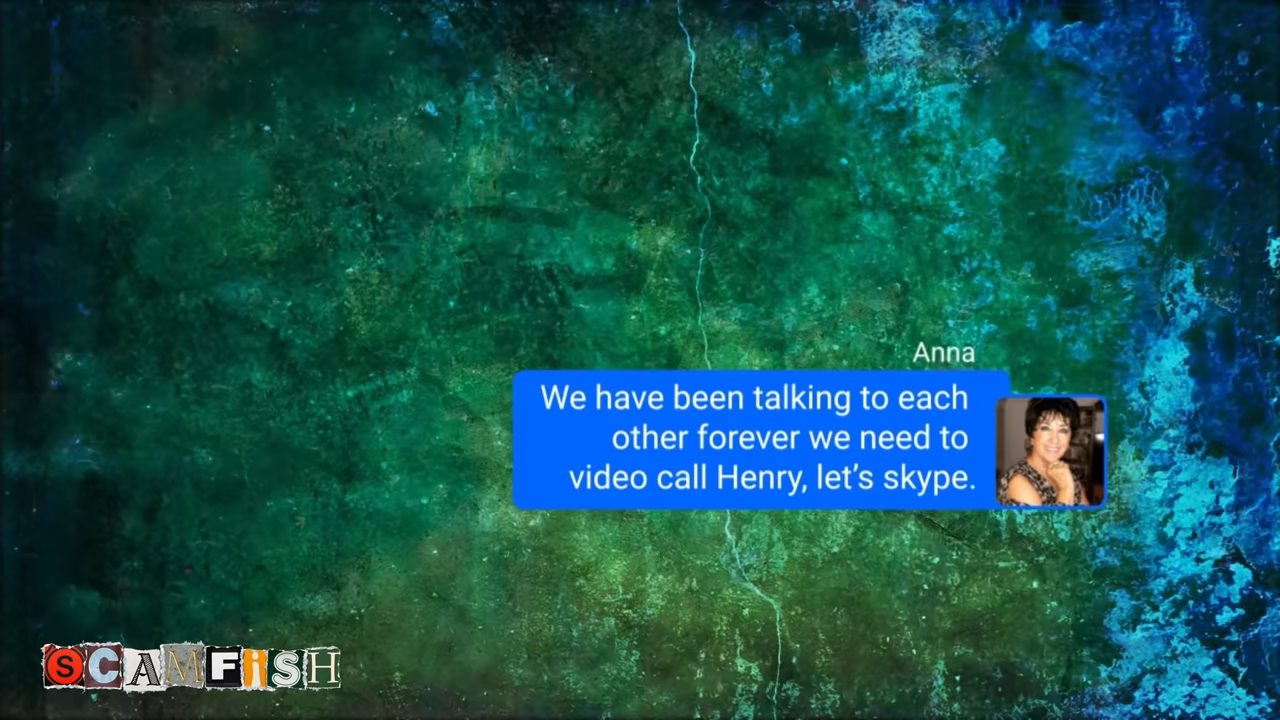 Anna
We have been talking to each
other forever we need to
video call Henry, let’s skype.
SCAMFiSH